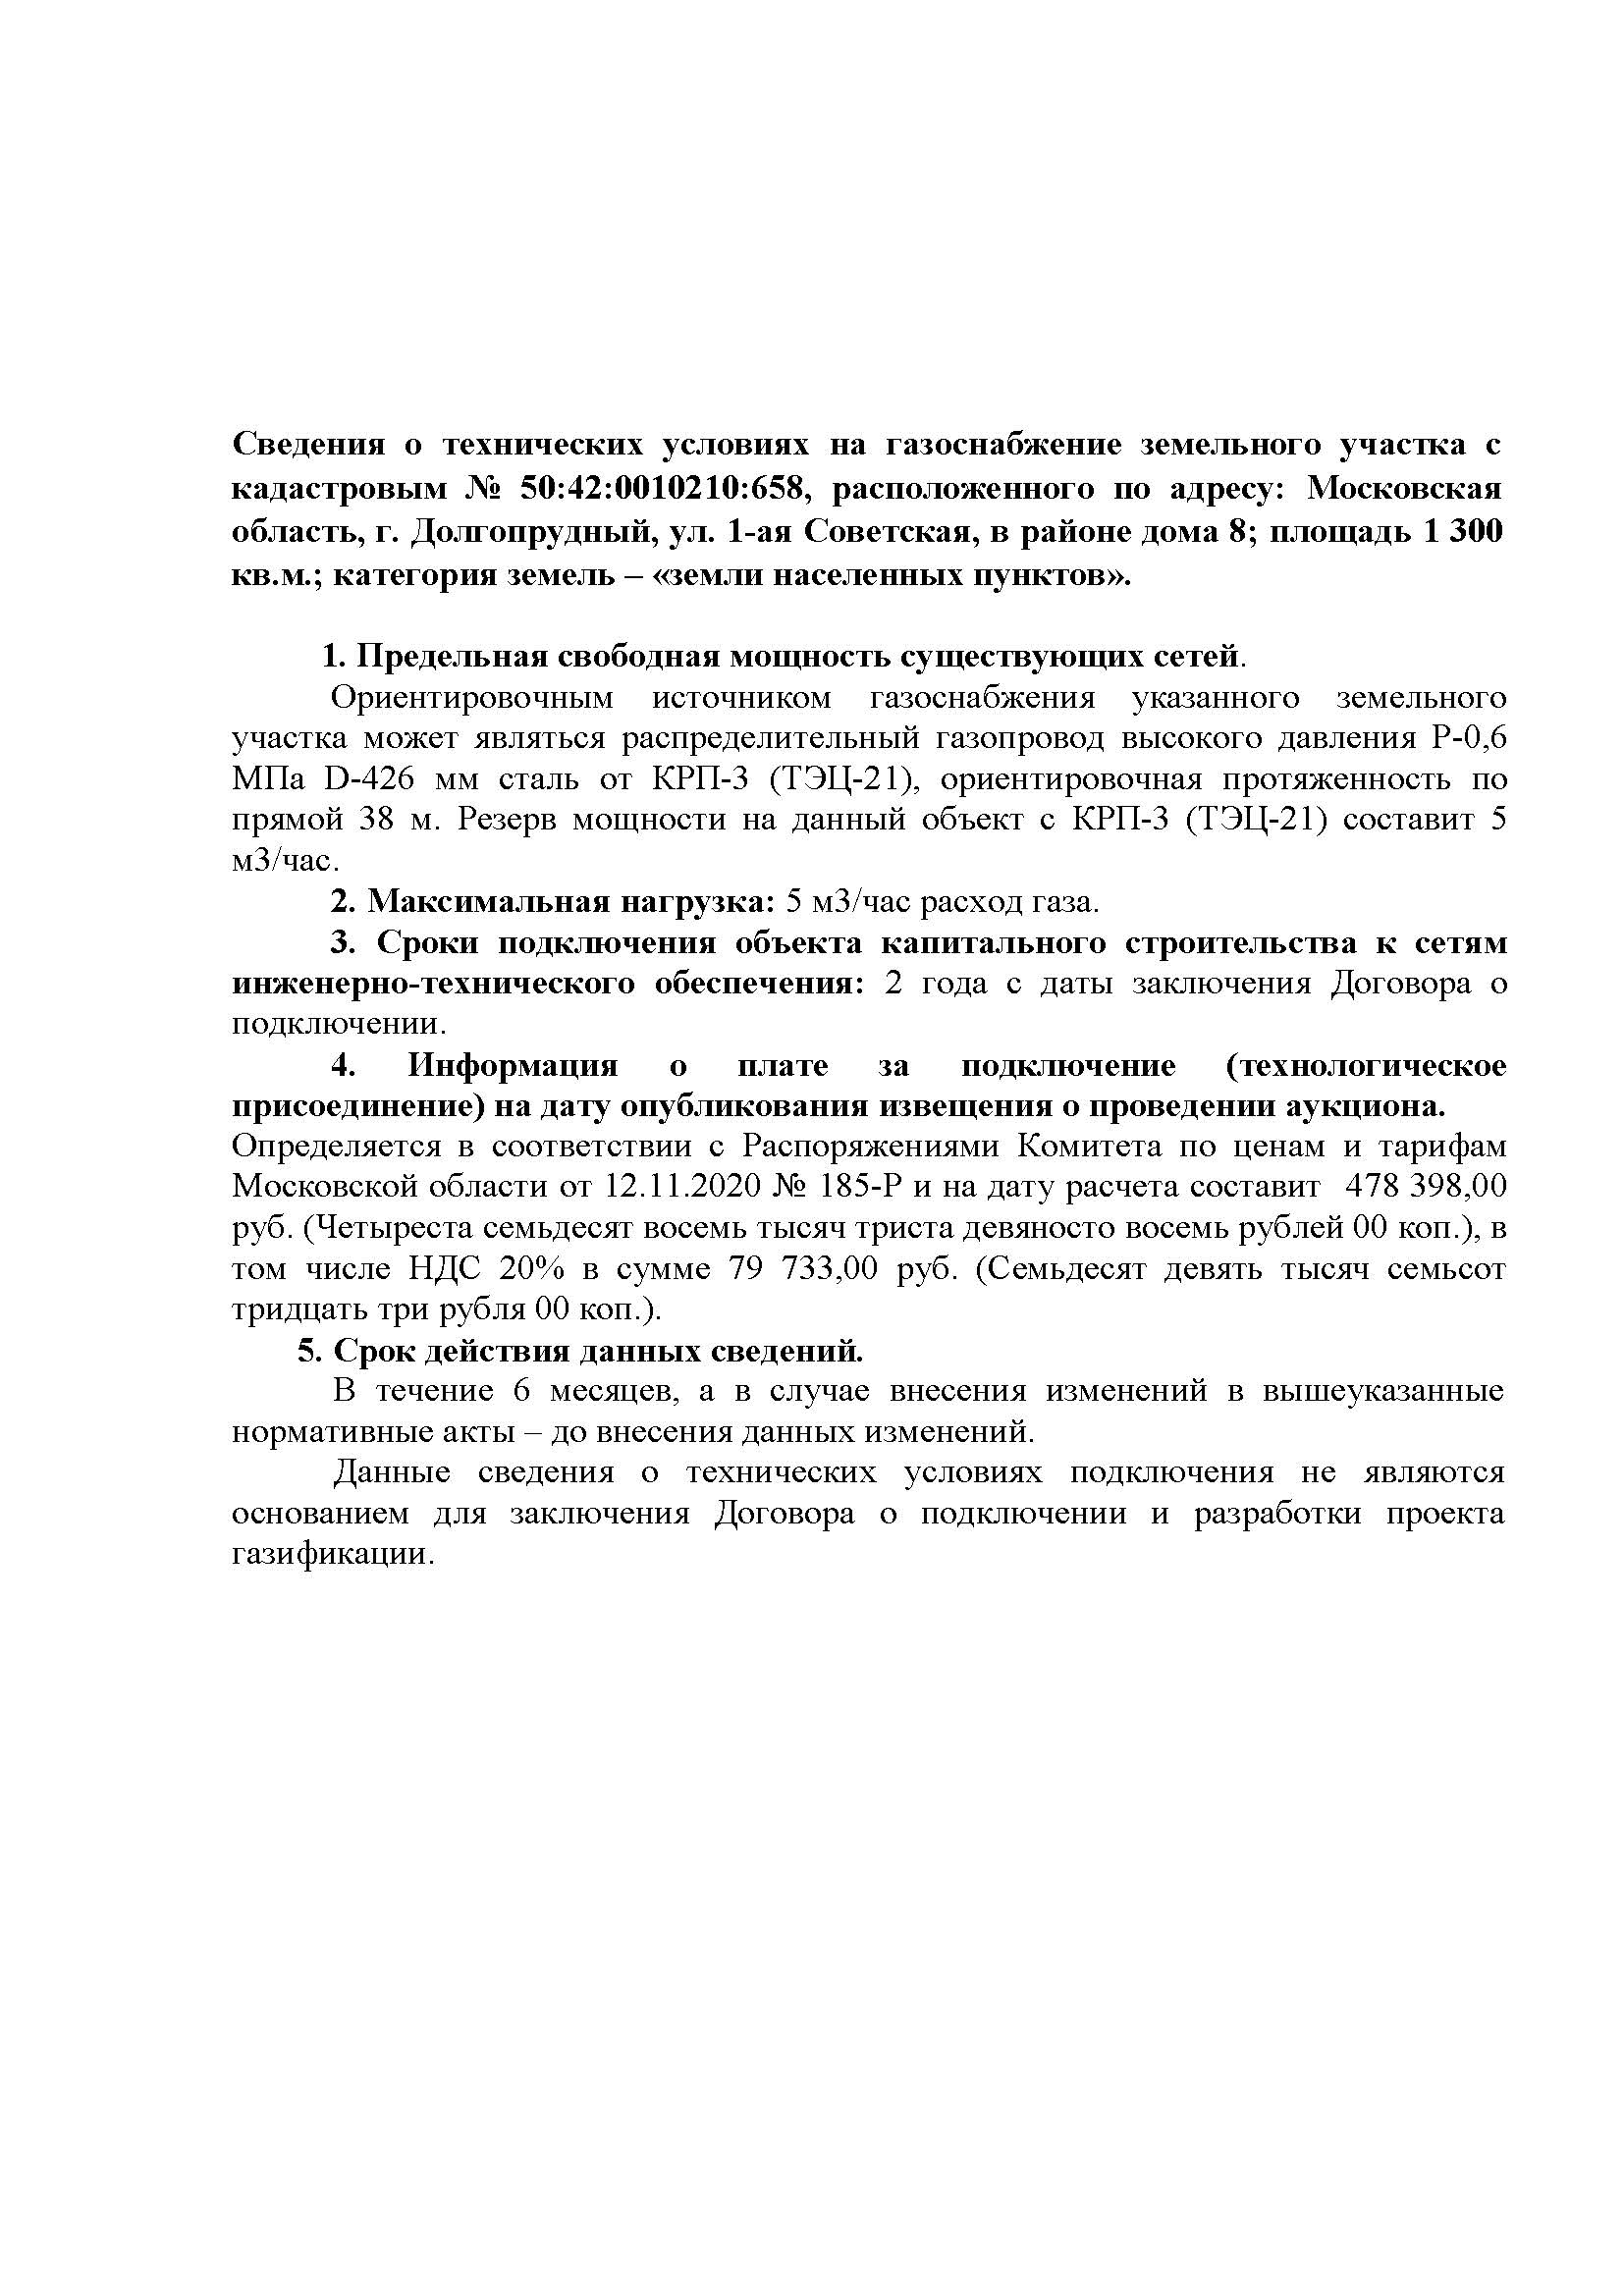 Сведения о технических условиях на газоснабжение земельного участка с
кадастровым № 50:42:0010210:658, расположенного по адресу: Московская
область, г. Долгопрудный, ул. 1-ая Советская, в районе дома 8; площадь 1 300
кв.м.; категория земель – «земли населенных пунктов».
1. Предельная свободная мощность существующих сетей.
Ориентировочным источником газоснабжения указанного земельного
участка может являться распределительный газопровод высокого давления Р-0,6
МПа D-426 мм сталь от КРП-3 (ТЭЦ-21), ориентировочная протяженность по
прямой 38 м. Резерв мощности на данный объект с КРП-3 (ТЭЦ-21) составит 5
м3/час.
2. Максимальная нагрузка: 5 м3/час расход газа.
3. Сроки подключения объекта капитального строительства к сетям
инженерно-технического обеспечения: 2 года с даты заключения Договора о
подключении.
4. Информация о плате за подключение (технологическое
присоединение) на дату опубликования извещения о проведении аукциона.
Определяется в соответствии с Распоряжениями Комитета по ценам и тарифам
Московской области от 12.11.2020 № 185-Р и на дату расчета составит 478 398,00
руб. (Четыреста семьдесят восемь тысяч триста девяносто восемь рублей 00 коп.), в
том числе НДС 20% в сумме 79 733,00 руб. (Семьдесят девять тысяч семьсот
тридцать три рубля 00 коп.).
5. Срок действия данных сведений.
В течение 6 месяцев, а в случае внесения изменений в вышеуказанные
нормативные акты – до внесения данных изменений.
Данные сведения о технических условиях подключения не являются
основанием для заключения Договора о подключении и разработки проекта
газификации.